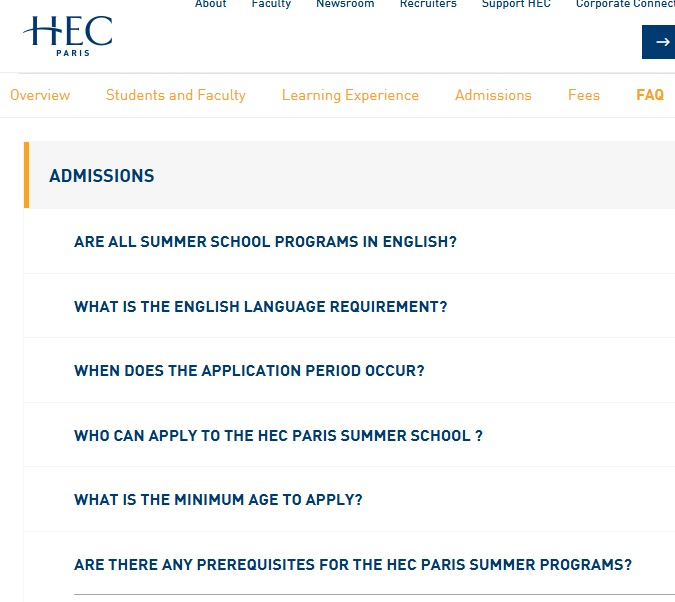 About Faculty Newsroom Recruiters Support HEC Corporate Connect
HEC
PARIS
→
Overview Students and Faculty Learning Experience Admissions Fees FAQ
ADMISSIONS
ARE ALL SUMMER SCHOOL PROGRAMS IN ENGLISH?
WHAT IS THE ENGLISH LANGUAGE REQUIREMENT?
WHEN DOES THE APPLICATION PERIOD OCCUR?
WHO CAN APPLY TO THE HEC PARIS SUMMER SCHOOL ?
WHAT IS THE MINIMUM AGE TO APPLY?
ARE THERE ANY PREREQUISITES FOR THE HEC PARIS SUMMER PROGRAMS?